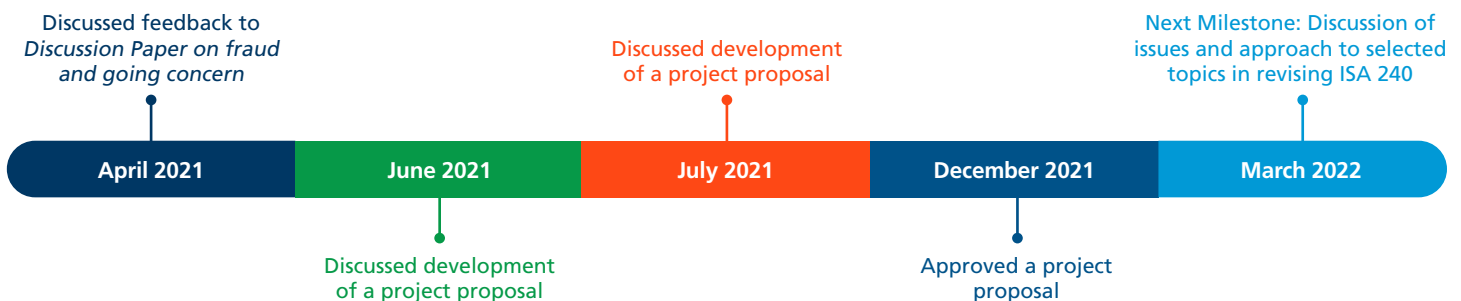 Discussed feedback to
Discussion Paper on fraud
and going concern
Discussed development
of a project proposal
Next Milestone: Discussion of
issues and approach to selected
topics in revising ISA 240
April 2021
June 2021
July 2021
December 2021
March 2022
Discussed development
of a project proposal
Approved a project
proposal